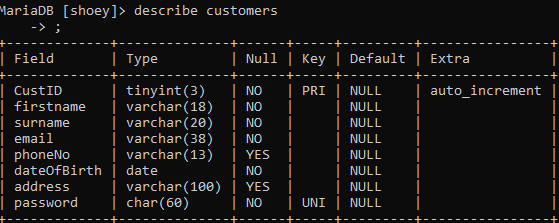 MariaDB [shoey]> describe customers
    -> ;
+-------------+--------------+------+-----+---------+----------------+
| Field       | Type         | Null | Key | Default | Extra          |
+-------------+--------------+------+-----+---------+----------------+
| CustID      | tinyint(3)   | NO   | PRI | NULL    | auto_increment |
| firstname   | varchar(18)  | NO   |     | NULL    |                |
| surname     | varchar(20)  | NO   |     | NULL    |                |
| email       | varchar(38)  | NO   |     | NULL    |                |
| phoneNo     | varchar(13)  | YES  |     | NULL    |                |
| dateOfBirth | date         | NO   |     | NULL    |                |
| address     | varchar(100) | YES  |     | NULL    |                |
| password    | char(60)     | NO   | UNI | NULL    |                |
+-------------+--------------+------+-----+---------+----------------+